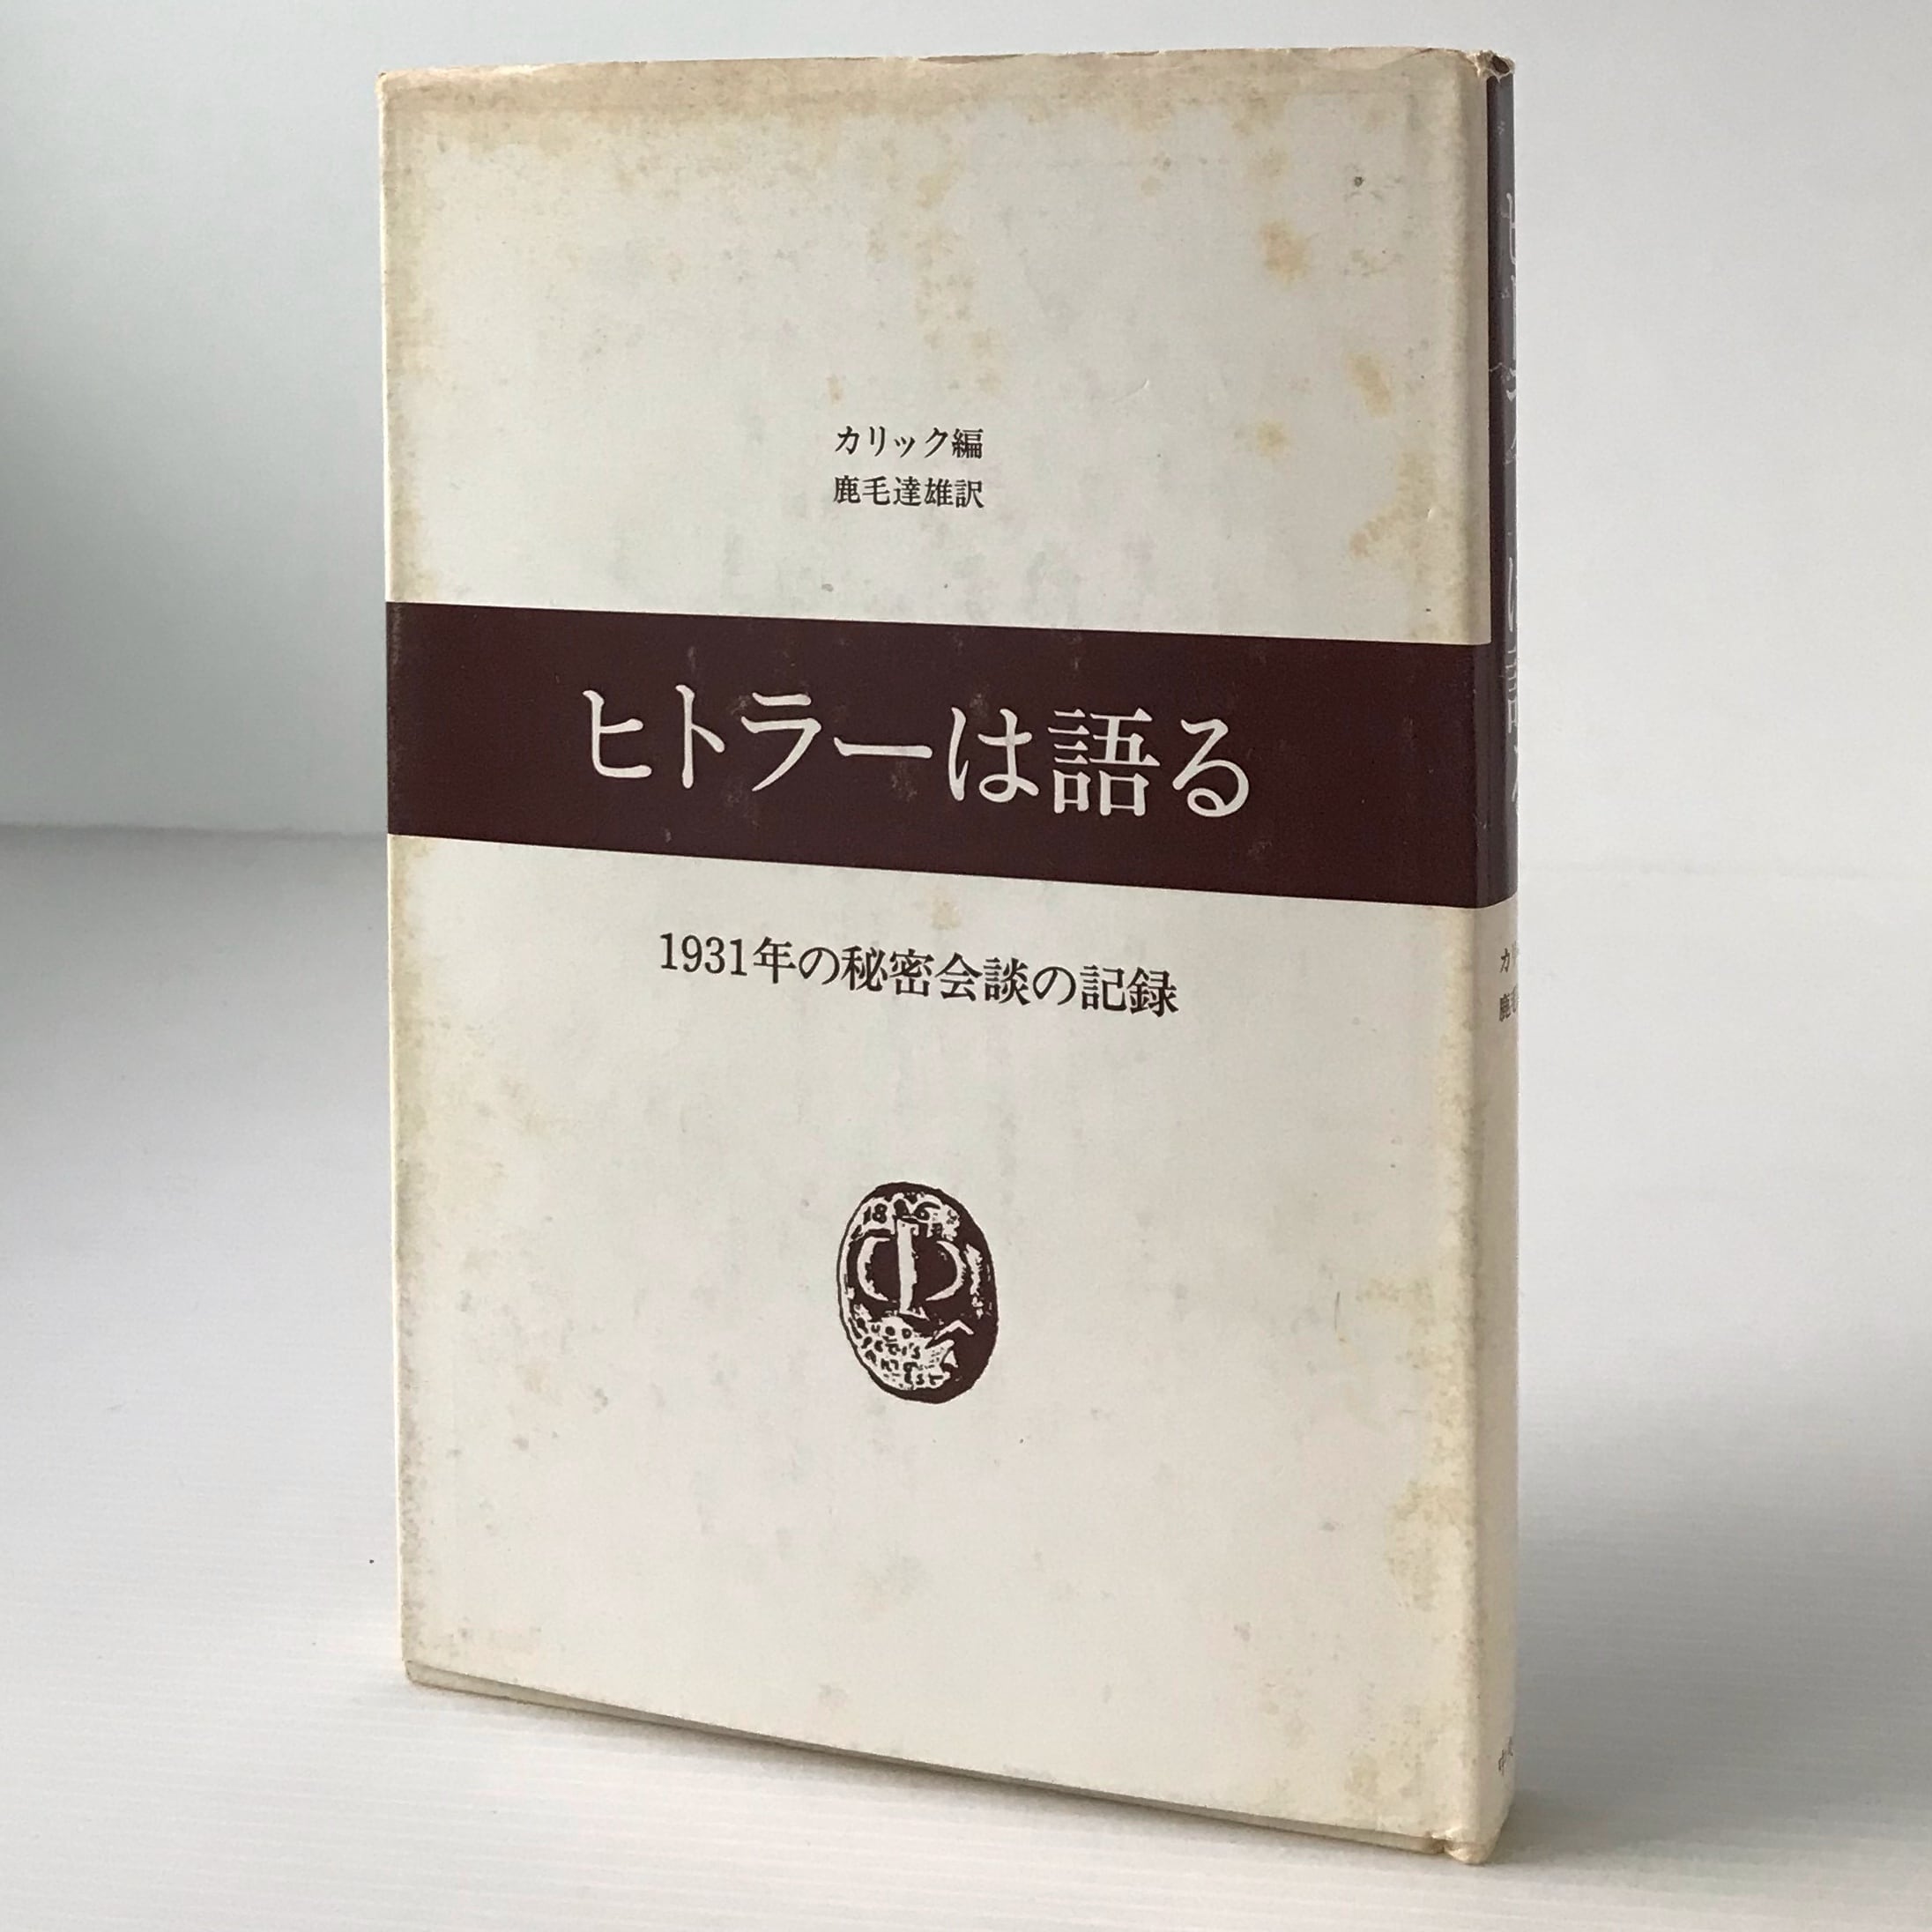 カリック編
鹿毛達雄訳
ヒトラーは語る
1931年の秘密会談の記録